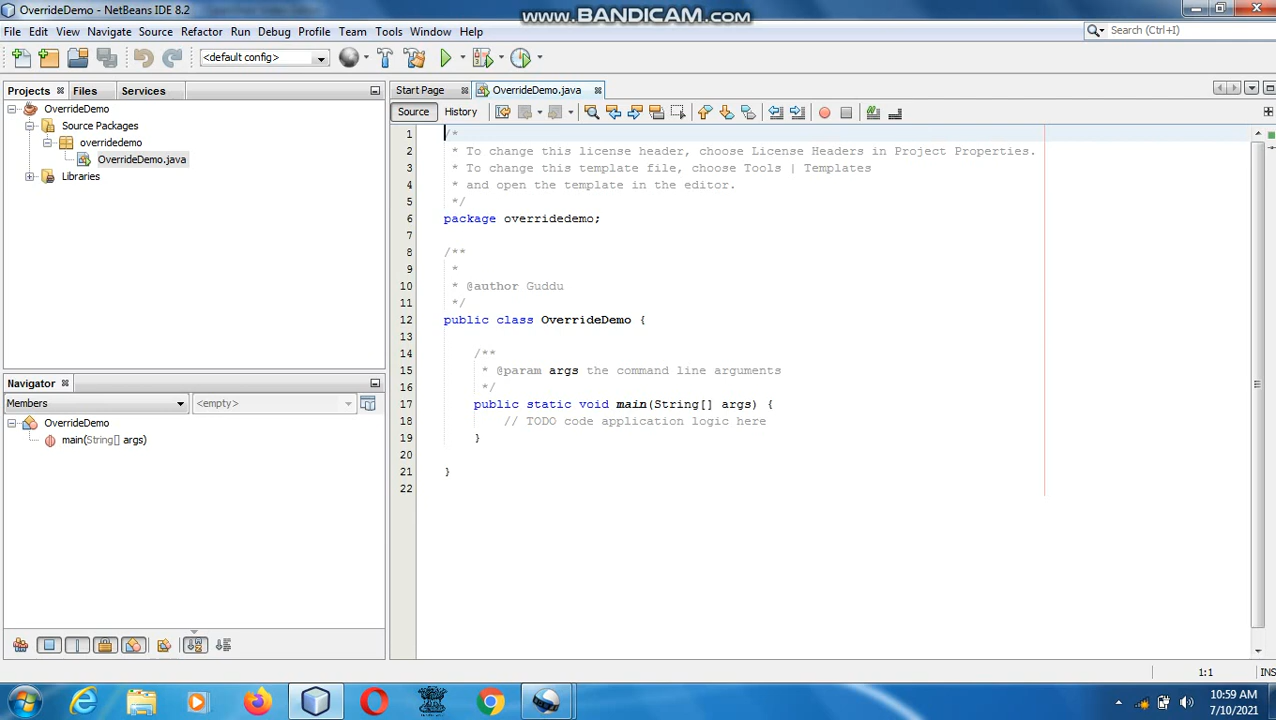 OverrideDemo - NetBeans IDE 8.2
www.BANDICAM.com
File Edit View Navigate Source Refactor Run Debug Profile Team Tools Window Help
Search (Ctrl+I)
<default config>
Projects Files Services
Start Page OverrideDemo.java
Source History
OverrideDemo
Source Packages
overridedemo
OverrideDemo.java
Libraries
1 /*
2 * To change this license header, choose License Headers in Project Properties.
3 * To change this template file, choose Tools | Templates
4 * and open the template in the editor.
5 */
6 package overridedemo;
7
8 /**
9 *
10 * @author Guddu
11 */
12 public class OverrideDemo {
13
14 /**
15 * @param args the command line arguments
16 */
17 public static void main(String[] args) {
18 // TODO code application logic here
19 }
20
21 }
22
Navigator
Members <empty>
OverrideDemo
main(String[] args)
1:1 INS
10:59 AM
7/10/2021